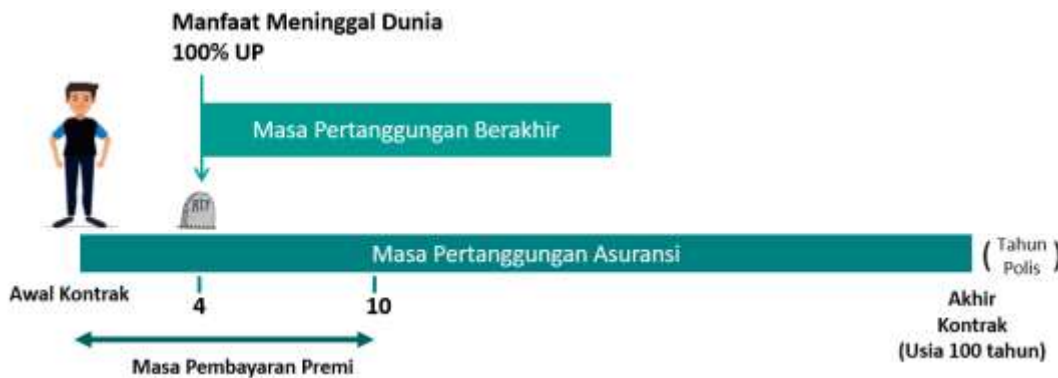 Manfaat Meninggal Dunia
100% UP
Masa Pertanggungan Berakhir
RIP
Masa Pertanggungan Asuransi
( Tahun
Polis )
Awal Kontrak
4
10
Akhir
Kontrak
(Usia 100 tahun)
Masa Pembayaran Premi